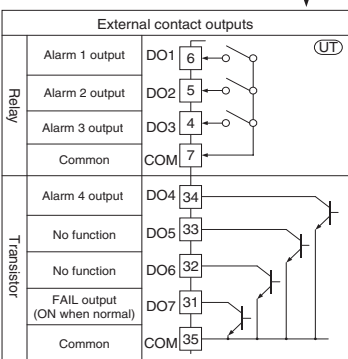 External contact outputs
UT
Relay
Alarm 1 output DO1 6
Alarm 2 output DO2 5
Alarm 3 output DO3 4
Common COM 7
Transistor
Alarm 4 output DO4 34
No function DO5 33
No function DO6 32
FAIL output
(ON when normal) DO7 31
Common COM 35